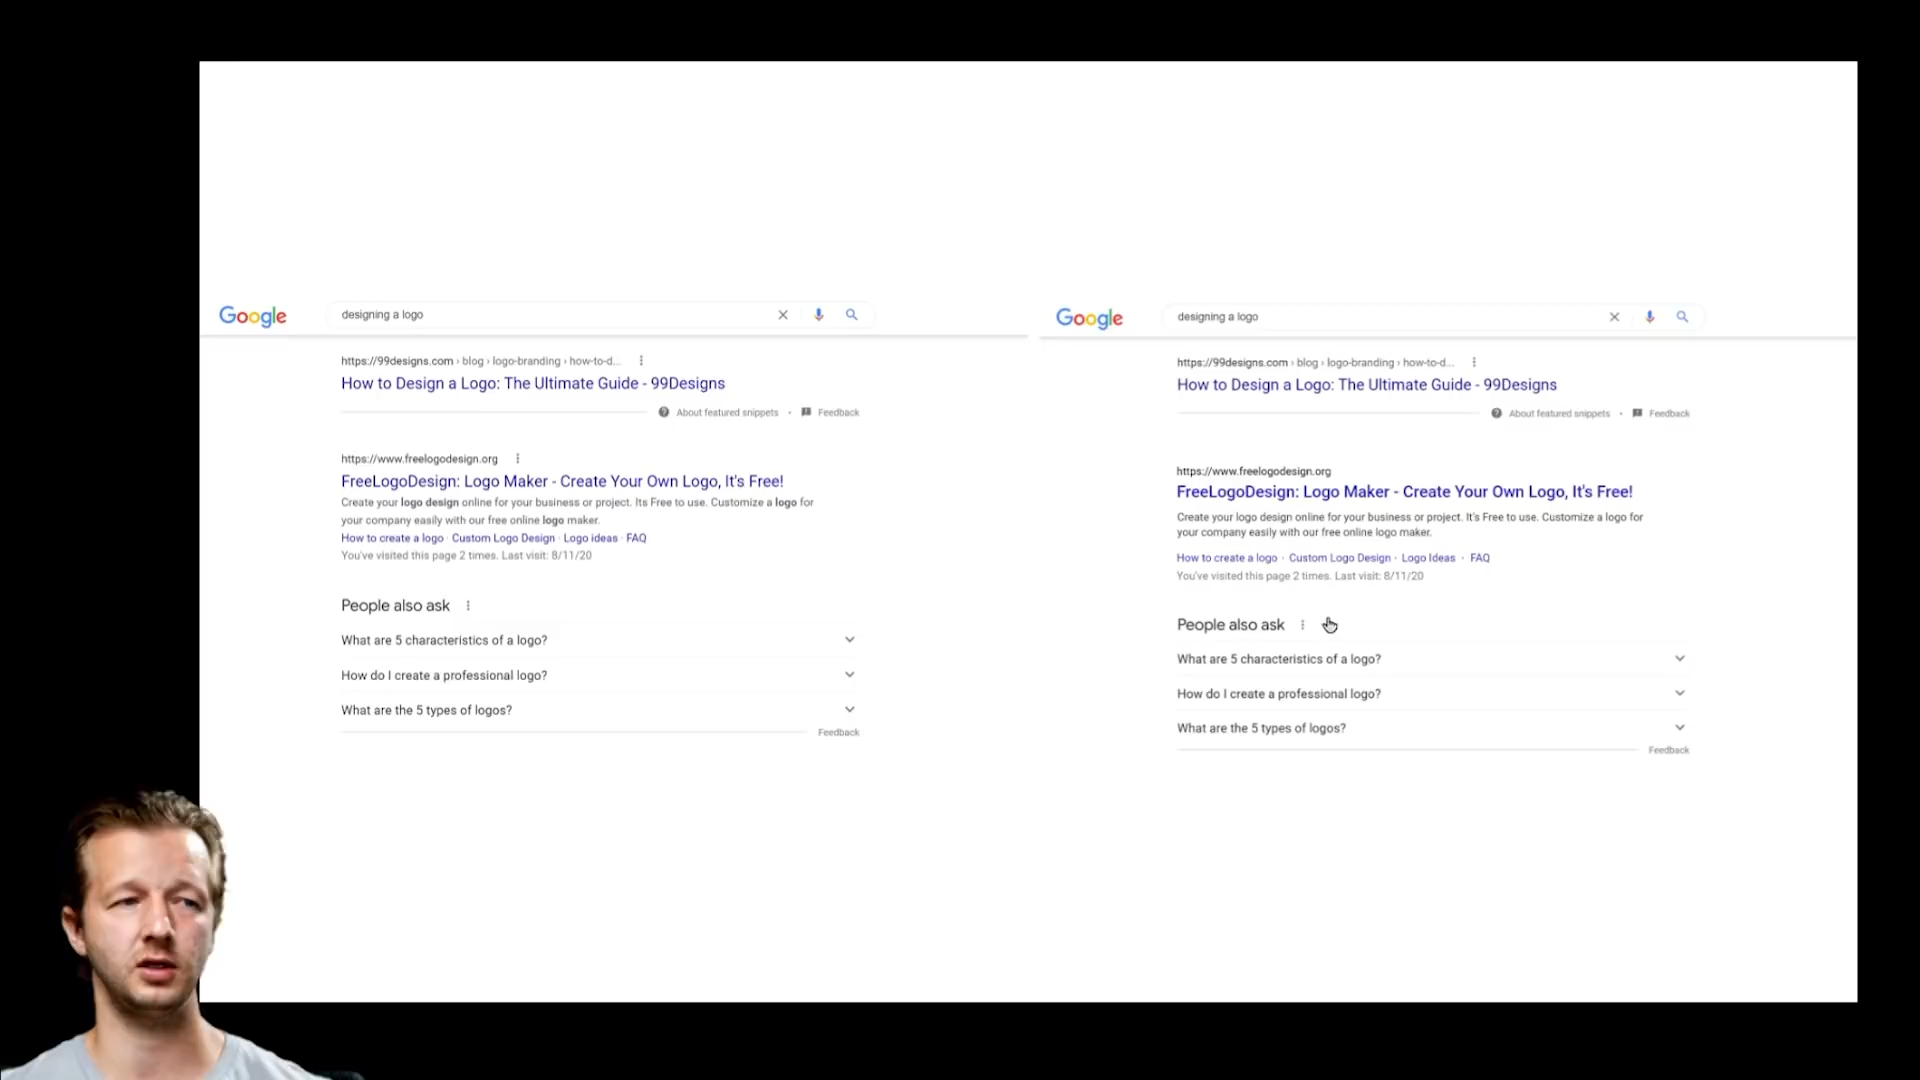 Google
designing a logo
https://99designs.com › blog › logo-branding › how-to-d...
How to Design a Logo: The Ultimate Guide - 99Designs
About featured snippets • Feedback
https://www.freelogodesign.org
FreeLogoDesign: Logo Maker - Create Your Own Logo, It's Free!
Create your logo design online for your business or project. Its Free to use. Customize a logo for
your company easily with our free online logo maker.
How to create a logo · Custom Logo Design · Logo ideas · FAQ
You've visited this page 2 times. Last visit: 8/11/20
People also ask
What are 5 characteristics of a logo?
How do I create a professional logo?
What are the 5 types of logos?
Feedback
Google
designing a logo
https://99designs.com › blog › logo-branding › how-to-d...
How to Design a Logo: The Ultimate Guide - 99Designs
About featured snippets • Feedback
https://www.freelogodesign.org
FreeLogoDesign: Logo Maker - Create Your Own Logo, It's Free!
Create your logo design online for your business or project. It's Free to use. Customize a logo for
your company easily with our free online logo maker.
How to create a logo · Custom Logo Design · Logo Ideas · FAQ
You've visited this page 2 times. Last visit: 8/11/20
People also ask
What are 5 characteristics of a logo?
How do I create a professional logo?
What are the 5 types of logos?
Feedback